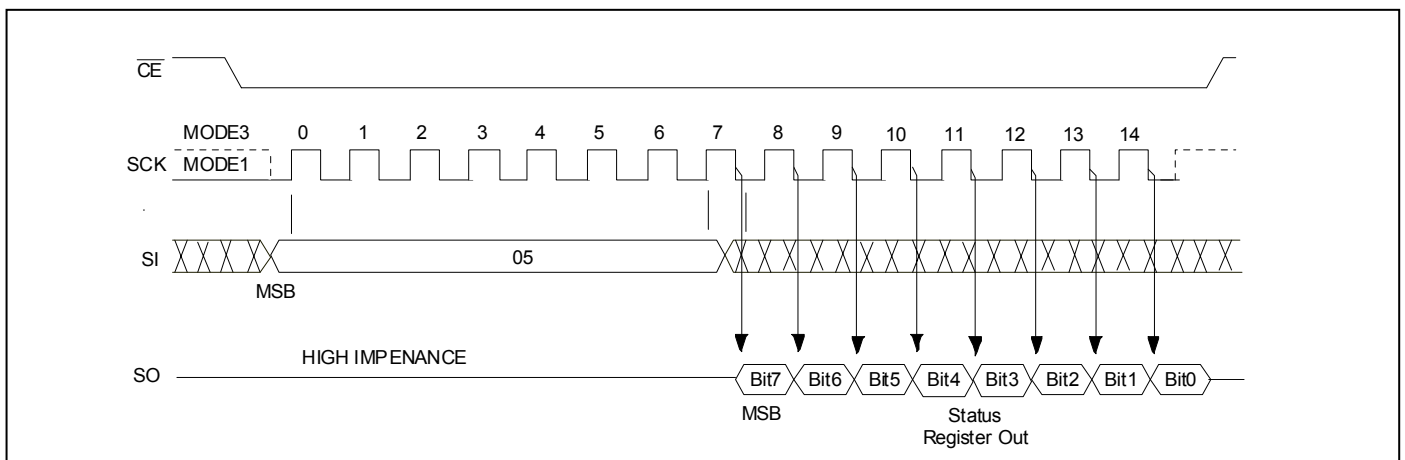 CE
MODE3 0 1 2 3 4 5 6 7 8 9 10 11 12 13 14
SCK MODE1
SI 05
MSB
HIGH IMPENANCE
SO Bit7 Bit6 Bit5 Bit4 Bit3 Bit2 Bit1 Bit0
MSB Status
Register Out